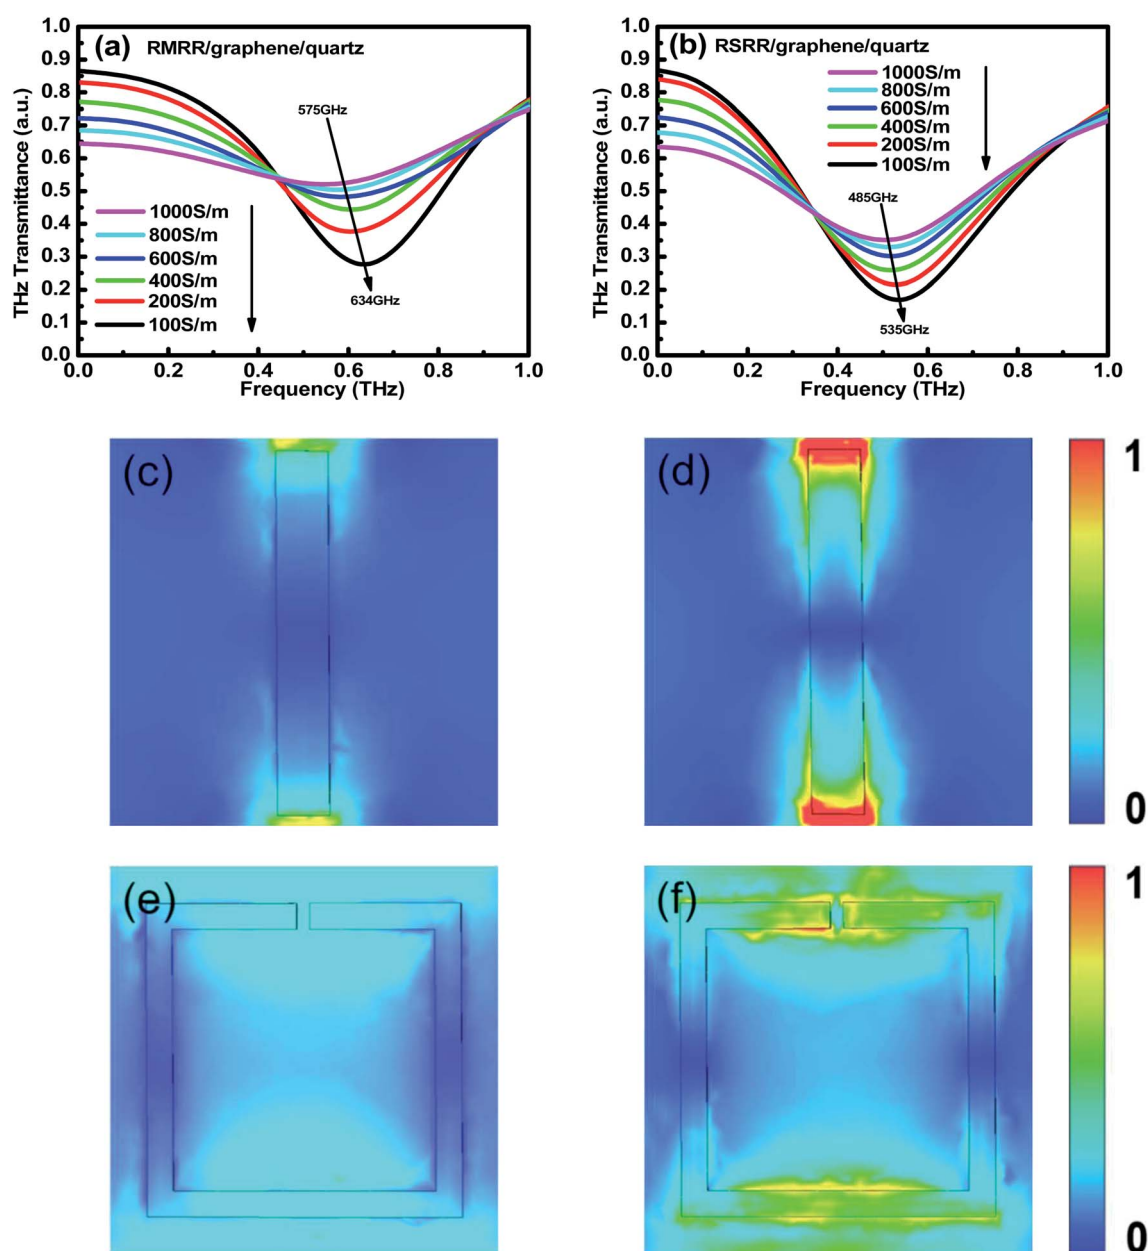 (a) RMRR/graphene/quartz
1.0
0.9
0.8
0.7
0.6
0.5
0.4
0.3
0.2
0.1
0.0
THz Transmittance (a.u.)
575GHz
634GHz
1000S/m
800S/m
600S/m
400S/m
200S/m
100S/m
0.0 0.2 0.4 0.6 0.8 1.0
Frequency (THz)
(b) RSRR/graphene/quartz
1.0
0.9
0.8
0.7
0.6
0.5
0.4
0.3
0.2
0.1
0.0
THz Transmittance (a.u.)
1000S/m
800S/m
600S/m
400S/m
200S/m
100S/m
485GHz
535GHz
0.0 0.2 0.4 0.6 0.8 1.0
Frequency (THz)
(c)
(d)
1
0
(e)
(f)
1
0